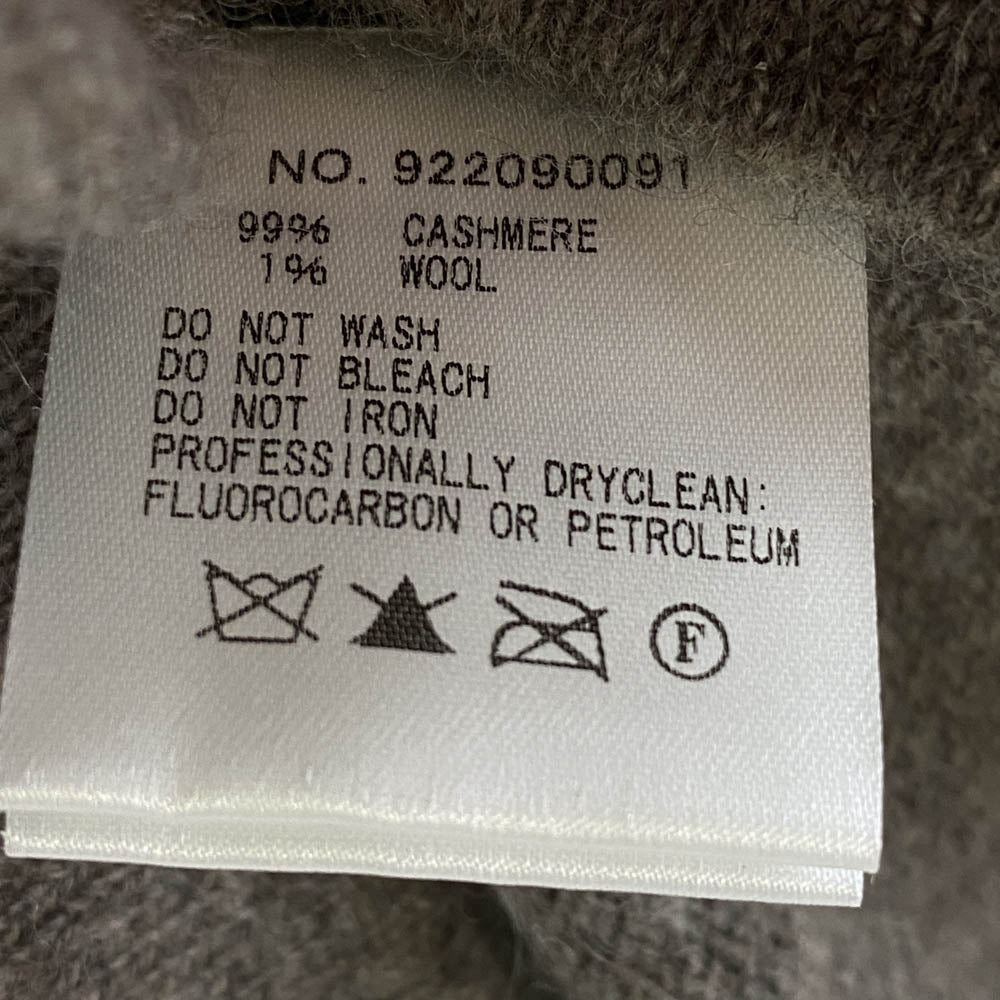 NO. 922090091
99% CASHMERE
1% WOOL
DO NOT WASH
DO NOT BLEACH
DO NOT IRON
PROFESSIONALLY DRYCLEAN:
FLUOROCARBON OR PETROLEUM
F